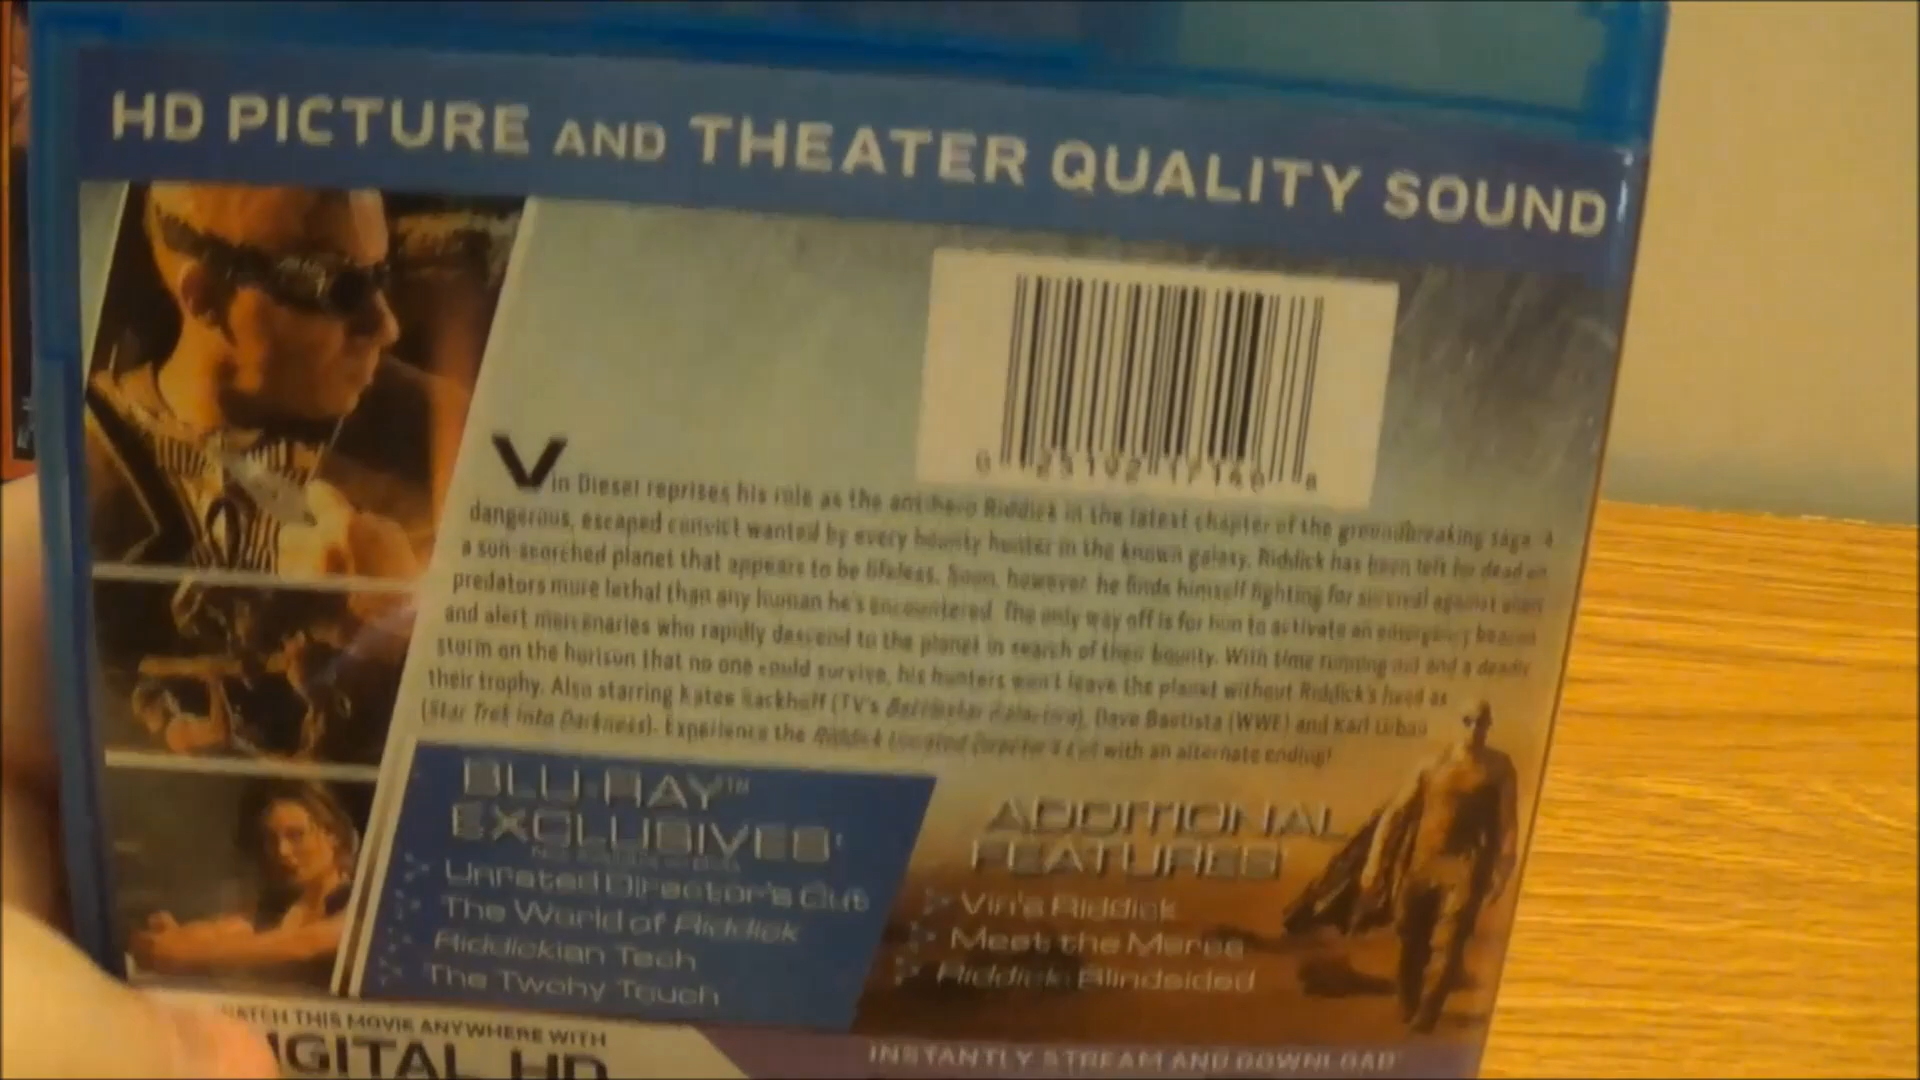 HD PICTURE AND THEATER QUALITY SOUND
Vin Diesel reprises his role as the anti-hero Riddick in the latest chapter of the groundbreaking saga. A
dangerous, escaped convict wanted by every bounty hunter in the known galaxy, Riddick has been left for dead on
a sun-scorched planet that appears to be lifeless. Soon, however, he finds himself fighting for survival against alien
predators more lethal than any human he's encountered. The only way off is for him to activate an emergency beacon
and alert mercenaries who rapidly descend to the planet in search of their bounty. With time running out and a deadly
storm on the horizon that no one could survive, his hunters won't leave the planet without Riddick's head as
their trophy. Also starring Katee Sackhoff (TV's Battlestar Galactica), Dave Bautista (WWE) and Karl Urban
(Star Trek Into Darkness). Experience the Riddick Unrated Director's Cut with an alternate ending!
BLU-RAY™
EXCLUSIVES
Unrated Director's Cut
The World of Riddick
Riddickian Tech
The Twohy Touch
ADDITIONAL
FEATURES
Vin's Riddick
Meet the Mercs
Riddick: Blindsided
WATCH THIS MOVIE ANYWHERE WITH
DIGITAL HD
INSTANTLY STREAM AND DOWNLOAD